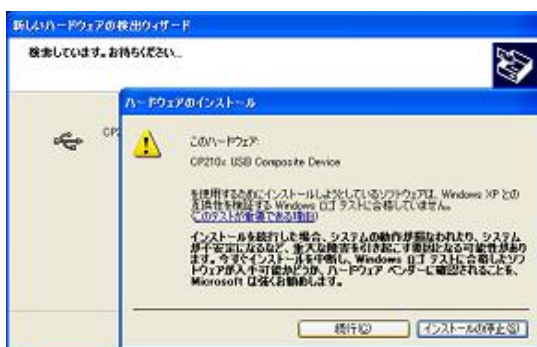 新しいハードウェアの検出ウィザード
検索しています。お待ちください...
ハードウェアのインストール
CP2
このハードウェア:
CP210x USB Composite Device
を使用するためにインストールしようとしているソフトウェアは、Windows XP との
互換性を検証する Windows ロゴ テストに合格していません。
(このテストが重要である理由)
インストールを続行した場合、システムの動作が損なわれたり、システム
が不安定になるなど、重大な障害を引き起こす要因となる可能性があり
ます。今すぐインストールを中断し、Windows ロゴ テストに合格したソフ
トウェアが入手可能かどうか、ハードウェア ベンダーに確認されることを、
Microsoft は強くお勧めします。
続行(C)
インストールの停止(S)